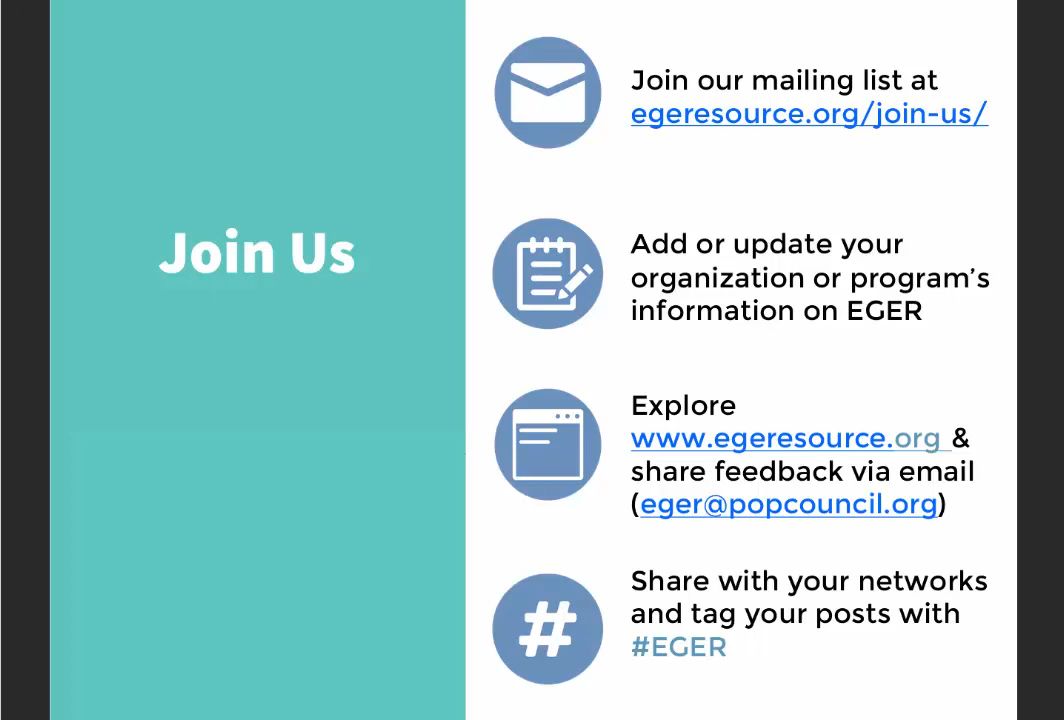 Join Us
Join our mailing list at
egeresource.org/join-us/
Add or update your
organization or program’s
information on EGER
Explore
www.egeresource.org &
share feedback via email
(eger@popcouncil.org)
Share with your networks
and tag your posts with
#EGER